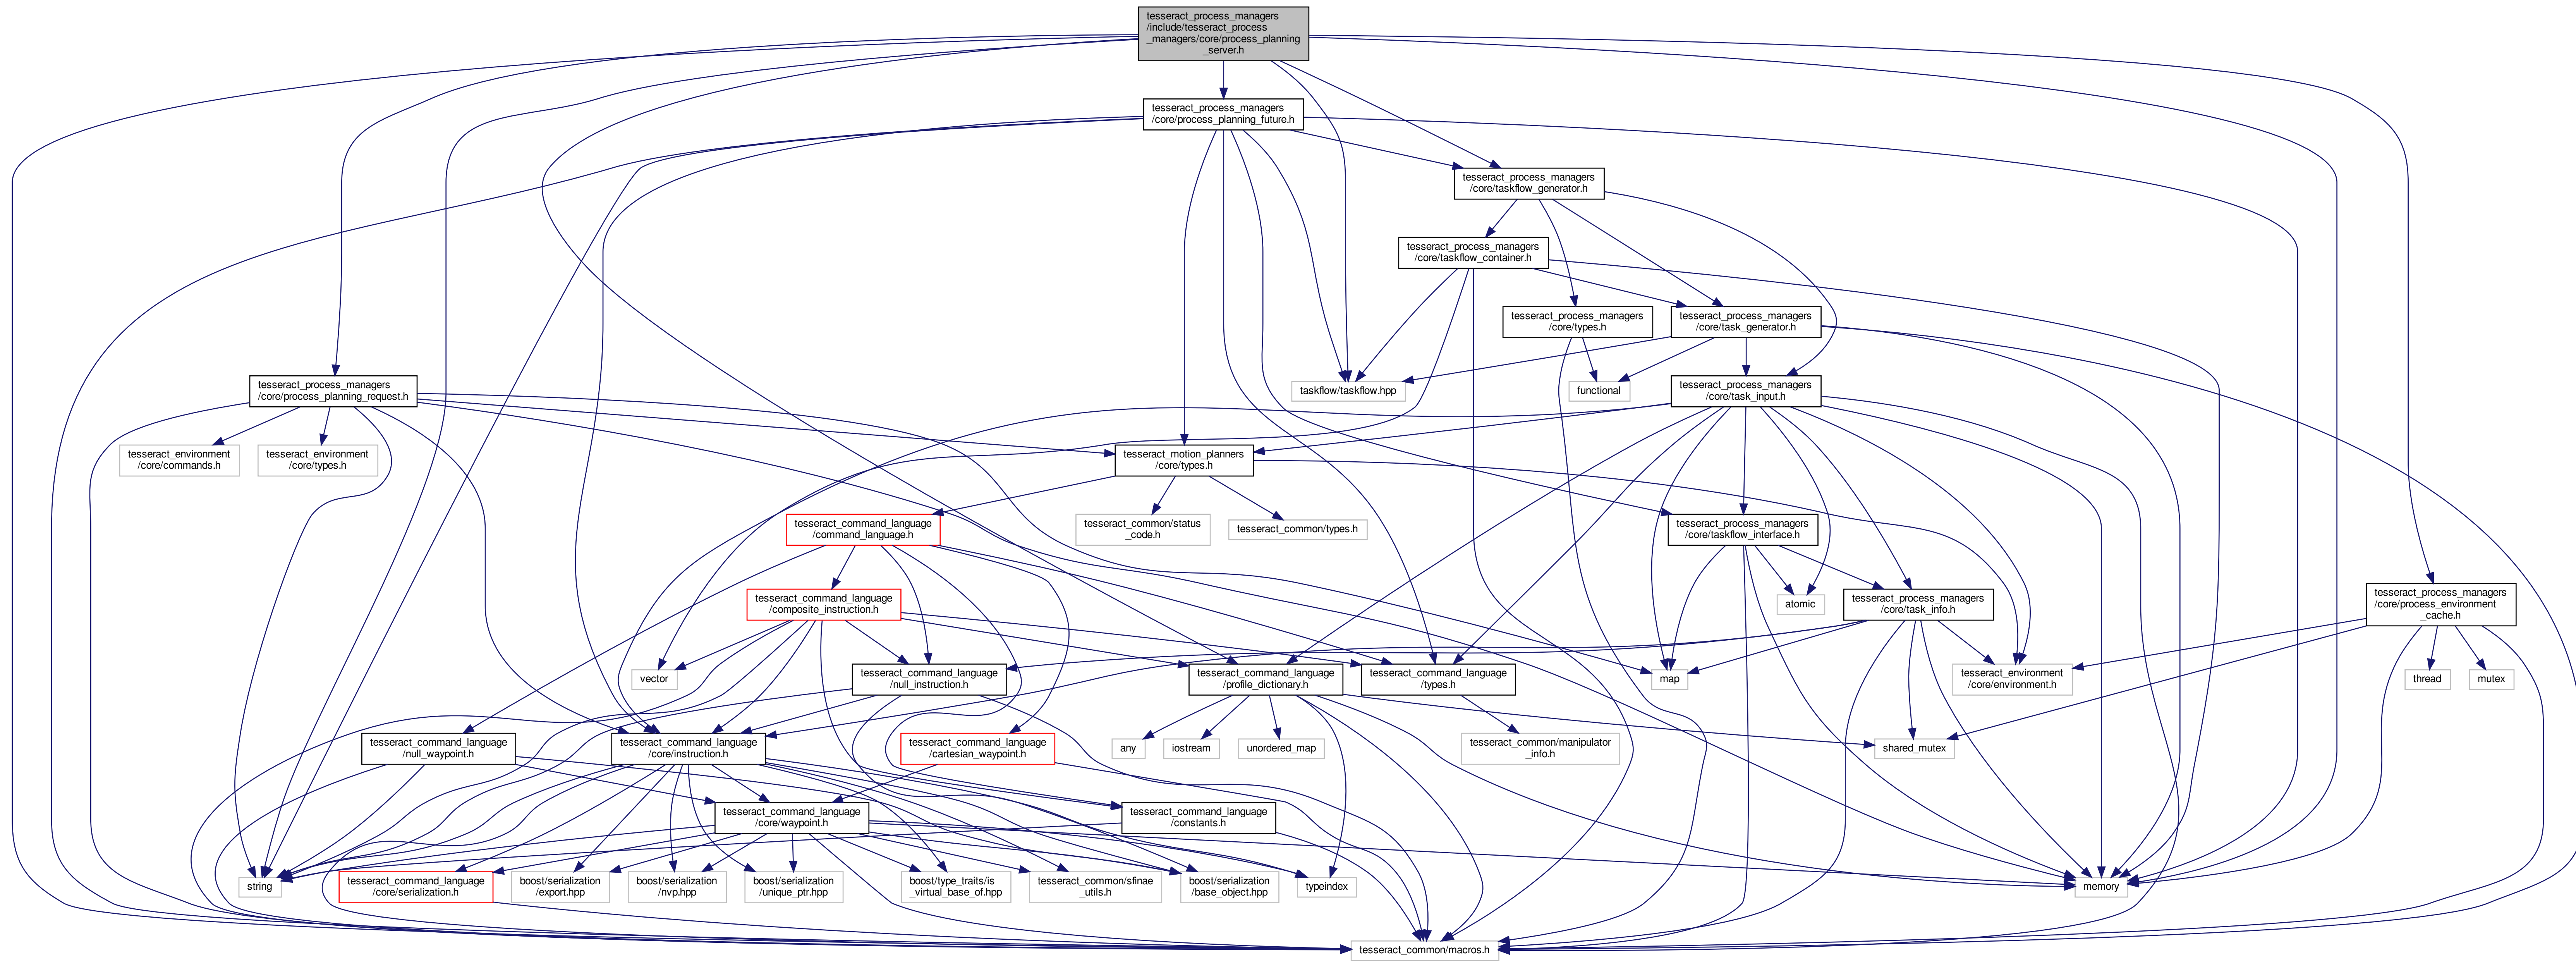 tesseract_process_managers
/include/tesseract_process
_managers/core/process_planning
_server.h
tesseract_process_managers
/core/process_planning_future.h
tesseract_process_managers
/core/taskflow_generator.h
tesseract_process_managers
/core/taskflow_container.h
tesseract_process_managers
/core/types.h
tesseract_process_managers
/core/task_generator.h
tesseract_process_managers
/core/process_planning_request.h
taskflow/taskflow.hpp
functional
tesseract_process_managers
/core/task_input.h
tesseract_environment
/core/commands.h
tesseract_environment
/core/types.h
tesseract_motion_planners
/core/types.h
tesseract_command_language
/command_language.h
tesseract_common/status
_code.h
tesseract_common/types.h
tesseract_process_managers
/core/taskflow_interface.h
tesseract_command_language
/composite_instruction.h
atomic
tesseract_process_managers
/core/task_info.h
tesseract_process_managers
/core/process_environment
_cache.h
vector
tesseract_command_language
/null_instruction.h
tesseract_command_language
/profile_dictionary.h
tesseract_command_language
/types.h
map
tesseract_environment
/core/environment.h
thread
mutex
tesseract_command_language
/null_waypoint.h
tesseract_command_language
/core/instruction.h
tesseract_command_language
/cartesian_waypoint.h
any
iostream
unordered_map
tesseract_common/manipulator
_info.h
shared_mutex
tesseract_command_language
/core/waypoint.h
tesseract_command_language
/constants.h
string
tesseract_command_language
/core/serialization.h
boost/serialization
/export.hpp
boost/serialization
/nvp.hpp
boost/serialization
/unique_ptr.hpp
boost/type_traits/is
_virtual_base_of.hpp
tesseract_common/sfinae
_utils.h
boost/serialization
/base_object.hpp
typeindex
memory
tesseract_common/macros.h